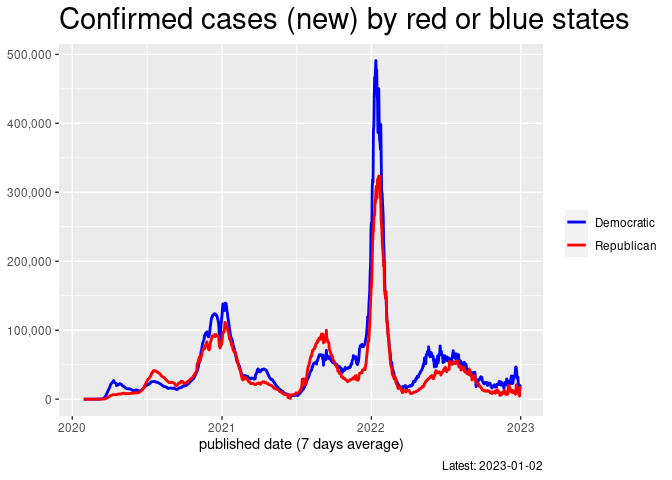 Confirmed cases (new) by red or blue states
500,000
400,000
300,000
200,000
100,000
0
2020 2021 2022 2023
published date (7 days average)
Democratic
Republican
Latest: 2023-01-02